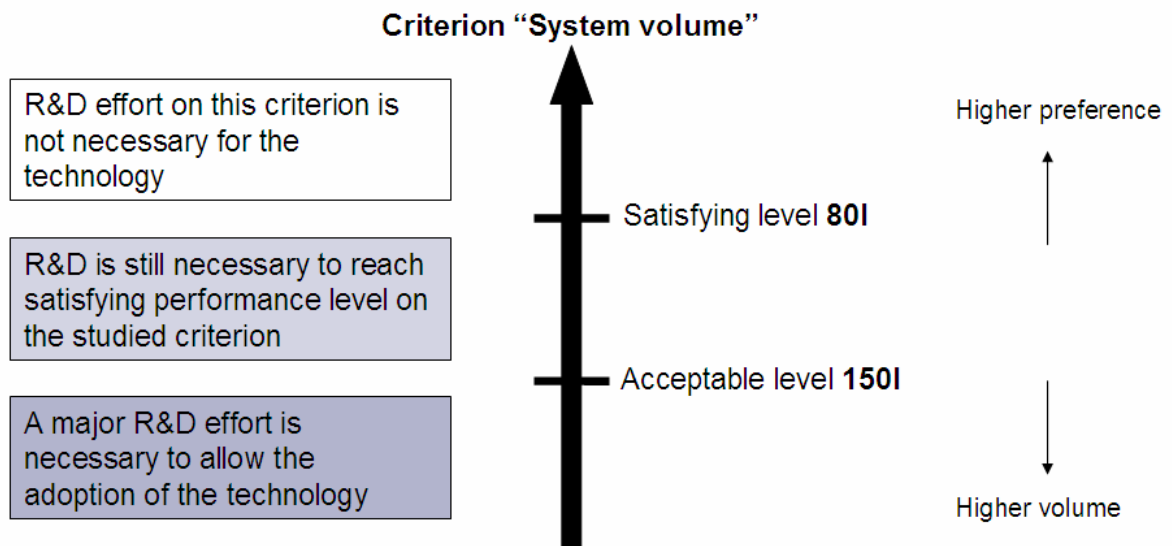 Criterion “System volume”
R&D effort on this criterion is
not necessary for the
technology
Higher preference
Satisfying level 80l
R&D is still necessary to reach
satisfying performance level on
the studied criterion
Acceptable level 150l
A major R&D effort is
necessary to allow the
adoption of the technology
Higher volume